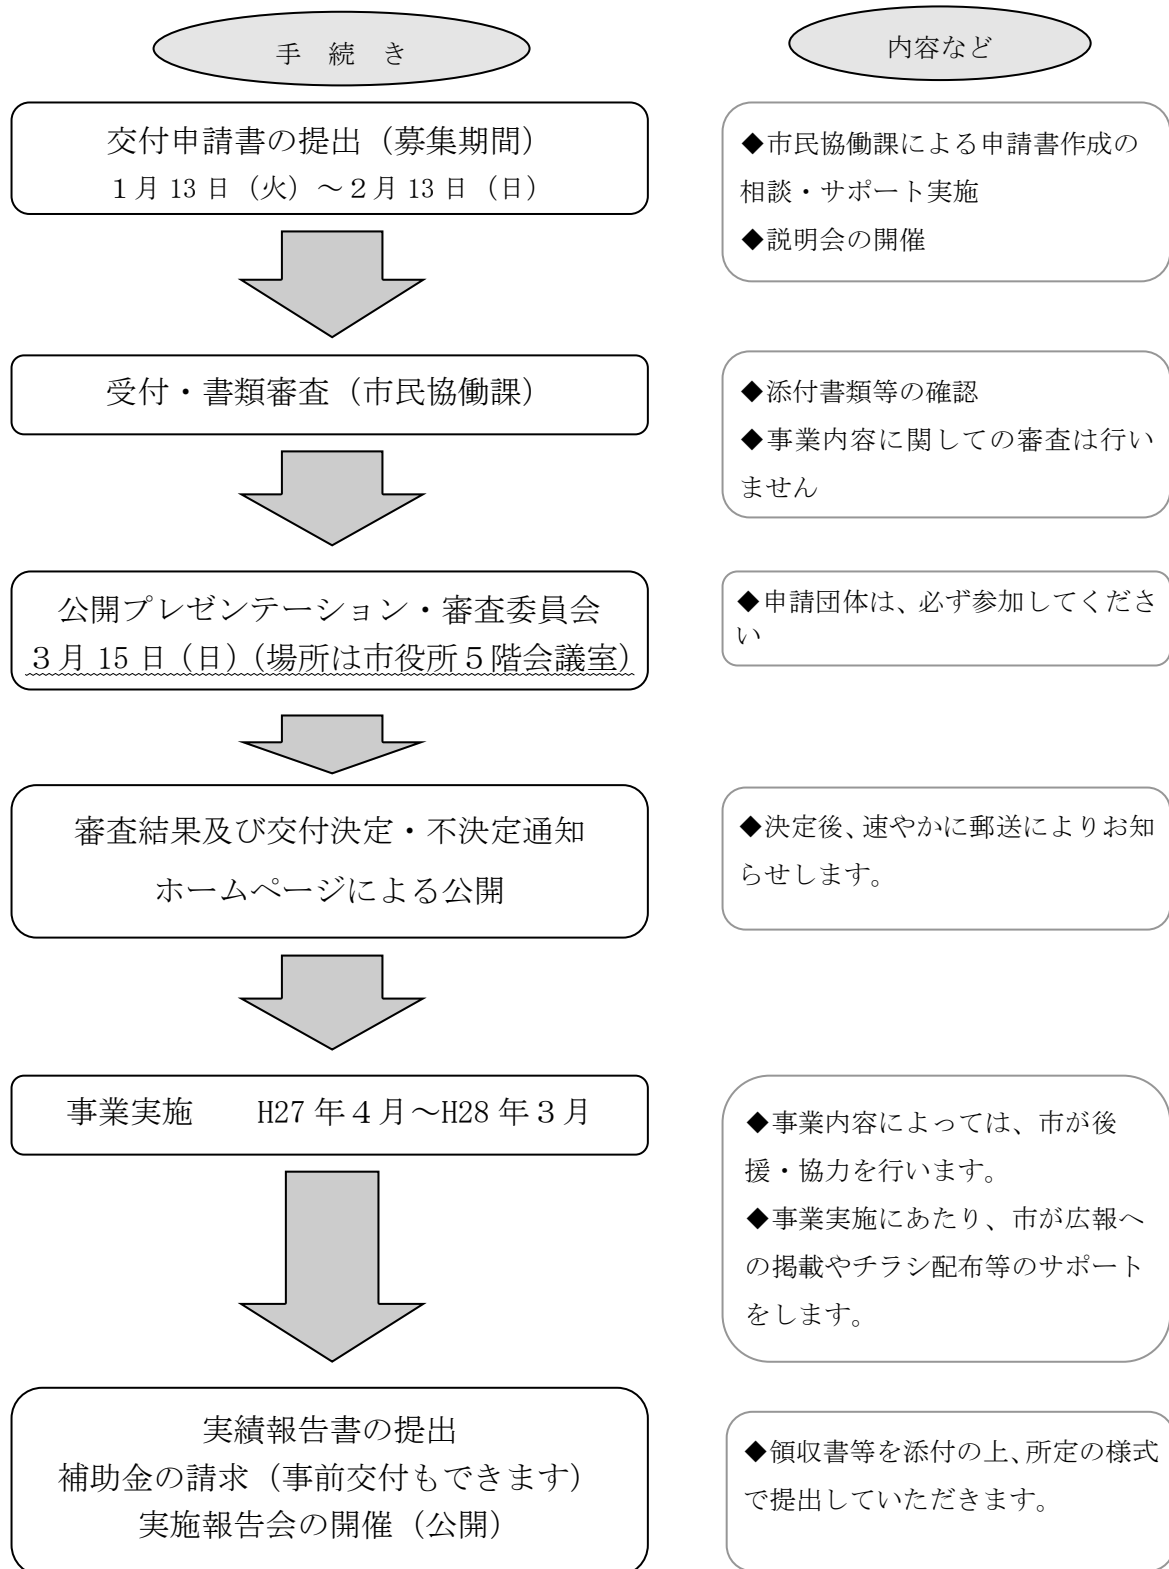 手 続 き
内容など
交付申請書の提出（募集期間）
１月 13 日（火）～２月 13 日（日）
◆市民協働課による申請書作成の
相談・サポート実施
◆説明会の開催
受付・書類審査（市民協働課）
◆添付書類等の確認
◆事業内容に関しての審査は行い
ません
公開プレゼンテーション・審査委員会
３月 15 日（日）（場所は市役所５階会議室）
◆申請団体は、必ず参加してくださ
い
審査結果及び交付決定・不決定通知
ホームページによる公開
◆決定後、速やかに郵送によりお知
らせします。
事業実施　　H27 年４月～H28 年３月
◆事業内容によっては、市が後
援・協力を行います。
◆事業実施にあたり、市が広報へ
の掲載やチラシ配布等のサポート
をします。
実績報告書の提出
補助金の請求（事前交付もできます）
実施報告会の開催（公開）
◆領収書等を添付の上、所定の様式
で提出していただきます。